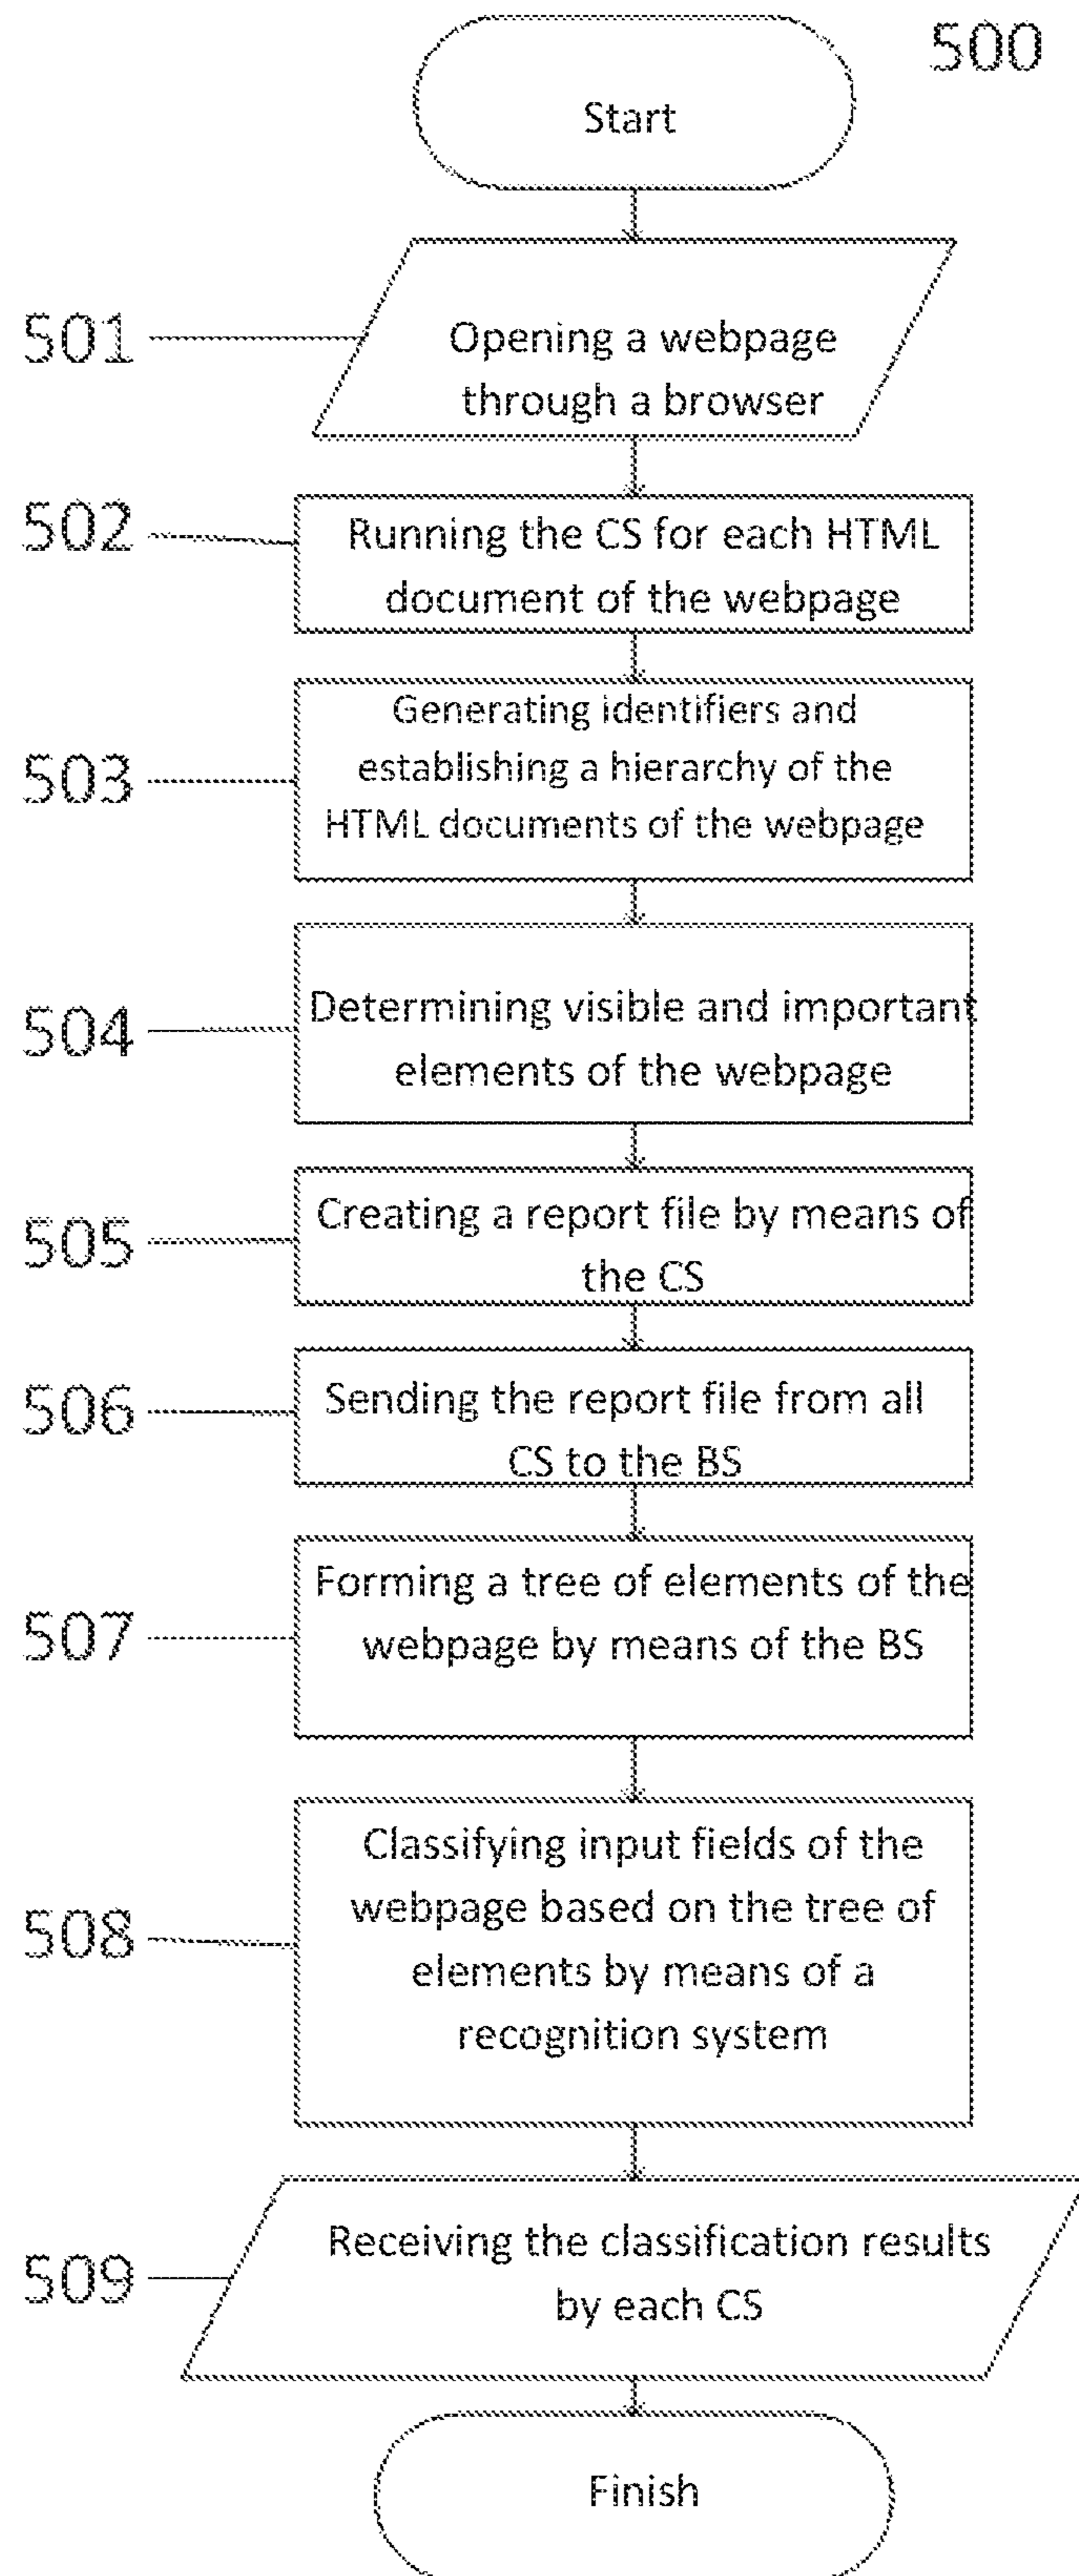 500
Start
501
Opening a webpage
through a browser
502
Running the CS for each HTML
document of the webpage
503
Generating identifiers and
establishing a hierarchy of the
HTML documents of the webpage
504
Determining visible and important
elements of the webpage
505
Creating a report file by means of
the CS
506
Sending the report file from all
CS to the BS
507
Forming a tree of elements of the
webpage by means of the BS
508
Classifying input fields of the
webpage based on the tree of
elements by means of a
recognition system
509
Receiving the classification results
by each CS
Finish